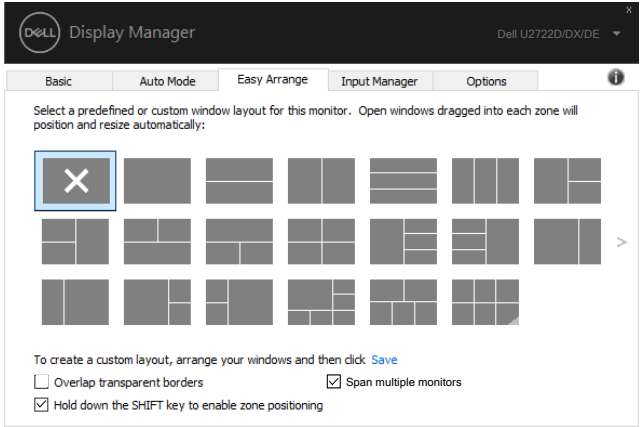 x
DELL Display Manager
Dell U2722D/DX/DE
Basic Auto Mode Easy Arrange Input Manager Options i
Select a predefined or custom window layout for this monitor. Open windows dragged into each zone will
position and resize automatically:
>
To create a custom layout, arrange your windows and then click Save
Overlap transparent borders
Span multiple monitors
Hold down the SHIFT key to enable zone positioning